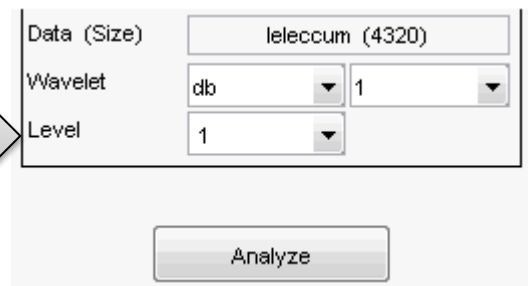 Data (Size) leleccum (4320)
Wavelet db 1
Level 1
Analyze